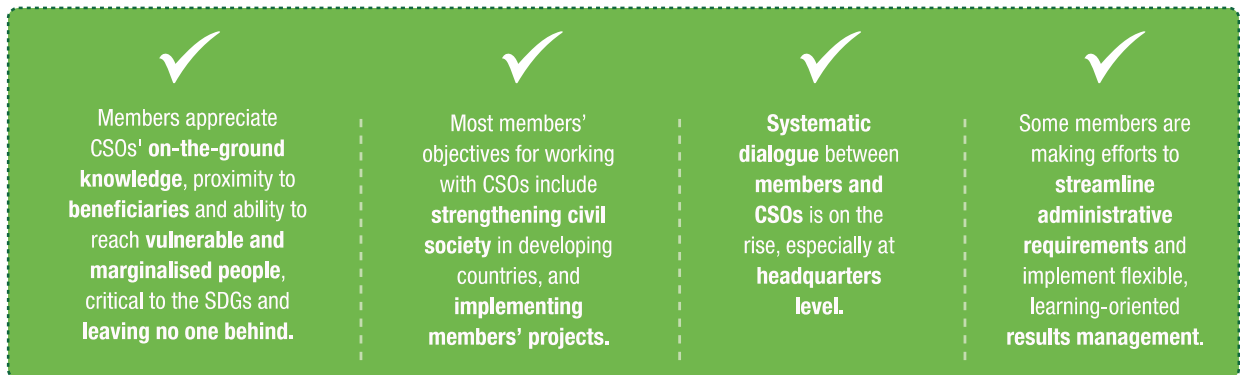 Members appreciate
CSOs' on-the-ground
knowledge, proximity to
beneficiaries and ability to
reach vulnerable and
marginalised people,
critical to the SDGs and
leaving no one behind.
Most members’
objectives for working
with CSOs include
strengthening civil
society in developing
countries, and
implementing
members’ projects.
Systematic
dialogue between
members and
CSOs is on the
rise, especially at
headquarters
level.
Some members are
making efforts to
streamline
administrative
requirements and
implement flexible,
learning-oriented
results management.